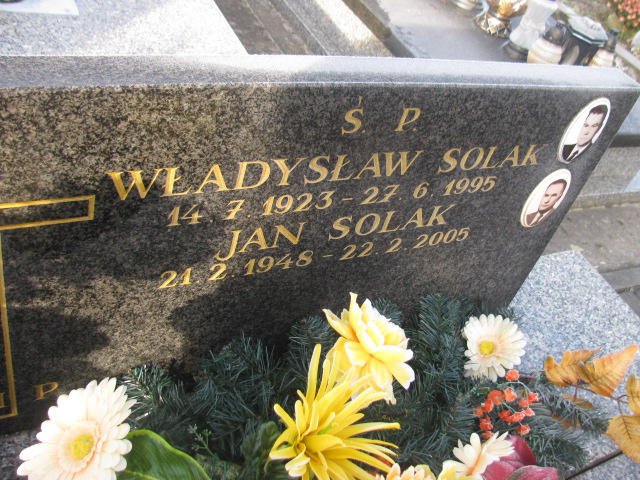 Ś. P.
WŁADYSŁAW SOLAK
14. 7. 1923 - 27. 6. 1995
JAN SOLAK
21. 2. 1948 - 22. 2. 2005
P.